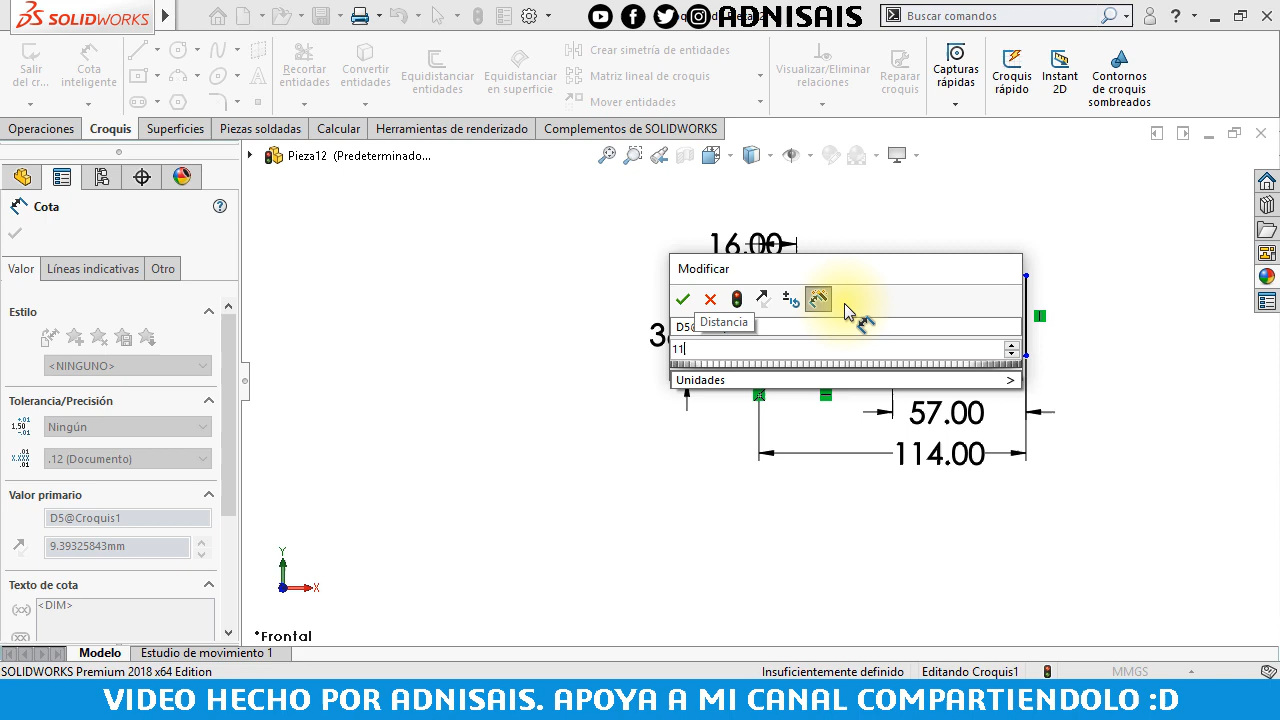 SOLIDWORKS
ADNISAIS
Buscar comandos
Salir
del cr...
Cota
inteligente
Recortar
entidades
Convertir
entidades
Equidistanciar
entidades
Equidistanciar
en superficie
Crear simetría de entidades
Matriz lineal de croquis
Mover entidades
Visualizar/Eliminar
relaciones
Reparar
croquis
Capturas
rápidas
Croquis
rápido
Instant
2D
Contornos
de croquis
sombreados
Operaciones
Croquis
Superficies
Piezas soldadas
Calcular
Herramientas de renderizado
Complementos de SOLIDWORKS
Pieza12 (Predeterminado...
Cota
Valor
Líneas indicativas
Otro
Estilo
<NINGUNO>
Tolerancia/Precisión
Ningún
.12 (Documento)
Valor primario
D5@Croquis1
9.39325843mm
Texto de cota
<DIM>
16.00
Modificar
Distancia
11
Unidades
>
57.00
114.00
Y
X
*Frontal
Modelo
Estudio de movimiento 1
SOLIDWORKS Premium 2018 x64 Edition
Insuficientemente definido
Editando Croquis1
MMGS
VIDEO HECHO POR ADNISAIS. APOYA A MI CANAL COMPARTIENDOLO :D